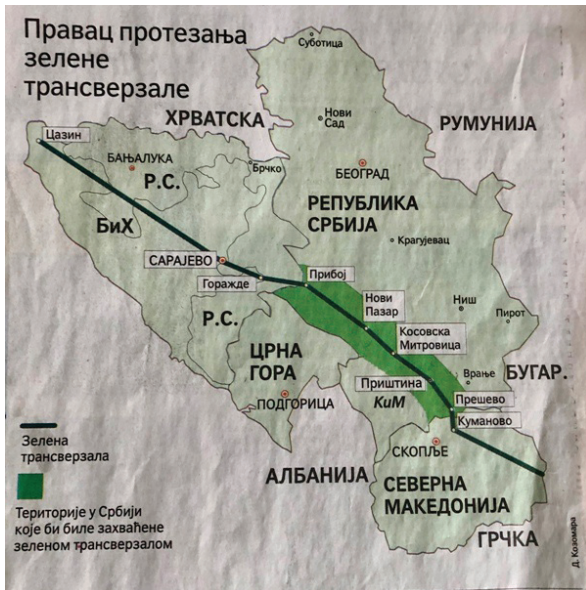 Правац протезања
зелене
трансверзале
Суботица
ХРВАТСКА
Нови
Сад
РУМУНИЈА
Цазин
БАЊАЛУКА
Брчко
БЕОГРАД
Р.С.
РЕПУБЛИКА
СРБИЈА
БиХ
Крагујевац
САРАЈЕВО
Прибој
Горажде
Нови
Пазар
Ниш
Пирот
Р.С.
Косовска
Митровица
ЦРНА
ГОРА
Приштина
Врање
БУГАР.
ПОДГОРИЦА
КиМ
Прешево
Куманово
Зелена
трансверзала
СКОПЉЕ
АЛБАНИЈА
СЕВЕРНА
МАКЕДОНИЈА
Територије у Србији
које би биле захваћене
зеленом трансверзалом
ГРЧКА
Д. Козомара